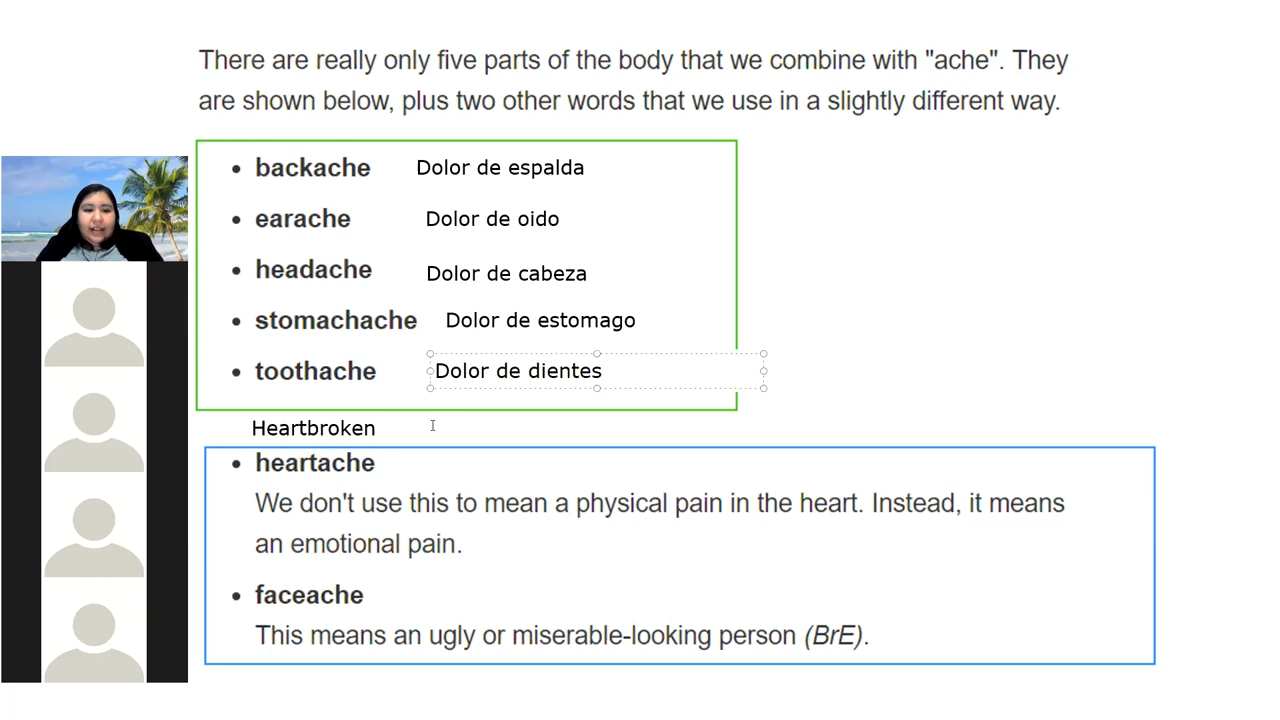 There are really only five parts of the body that we combine with "ache". They
are shown below, plus two other words that we use in a slightly different way.
• backache Dolor de espalda
• earache Dolor de oido
• headache Dolor de cabeza
• stomachache Dolor de estomago
• toothache Dolor de dientes
Heartbroken
• heartache
We don't use this to mean a physical pain in the heart. Instead, it means
an emotional pain.
• faceache
This means an ugly or miserable-looking person (BrE).